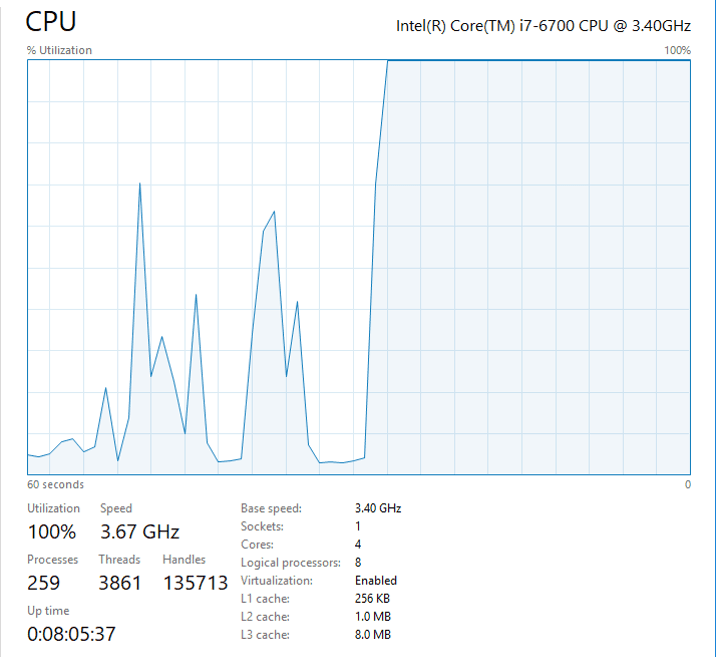 CPU Intel(R) Core(TM) i7-6700 CPU @ 3.40GHz
% Utilization 100%
60 seconds 0
Utilization Speed
100% 3.67 GHz
Processes Threads Handles
259 3861 135713
Up time
0:08:05:37
Base speed: 3.40 GHz
Sockets: 1
Cores: 4
Logical processors: 8
Virtualization: Enabled
L1 cache: 256 KB
L2 cache: 1.0 MB
L3 cache: 8.0 MB